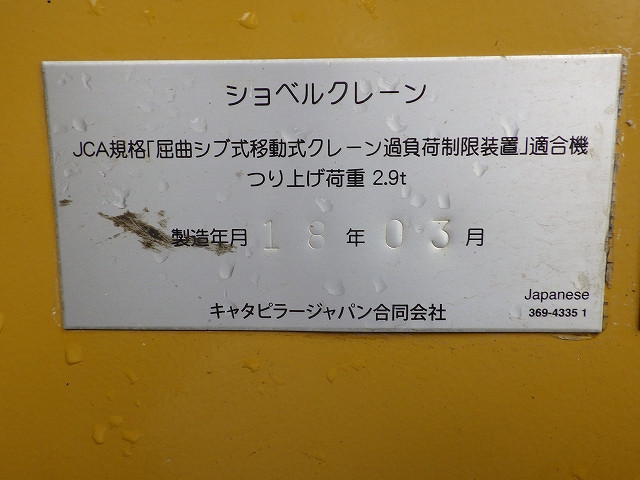 ショベルクレーン
JCA規格「屈曲ジブ式移動式クレーン過負荷制限装置」適合機
つり上げ荷重 2.9t
製造年月 18 年 03 月
キャタピラージャパン合同会社
Japanese
369-4335 1